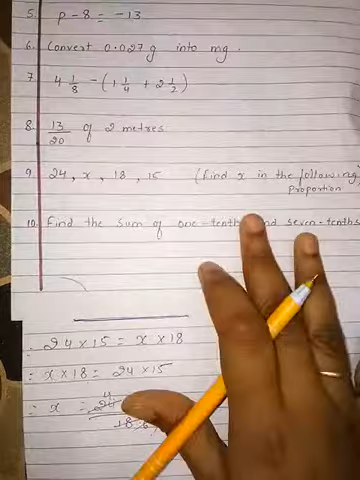 5. p - 8 = -13
6. Convert 0.027 g into mg.
7 4 1/8 - (1 1/4 + 2 1/2)
8. 13/20 of 2 metres
9 24, x, 18, 15 (find x in the following
proportion
10. Find the sum of one-tenth and seven-tenths
24 × 15 = x × 18
= x × 18 = 24 × 15
= x =